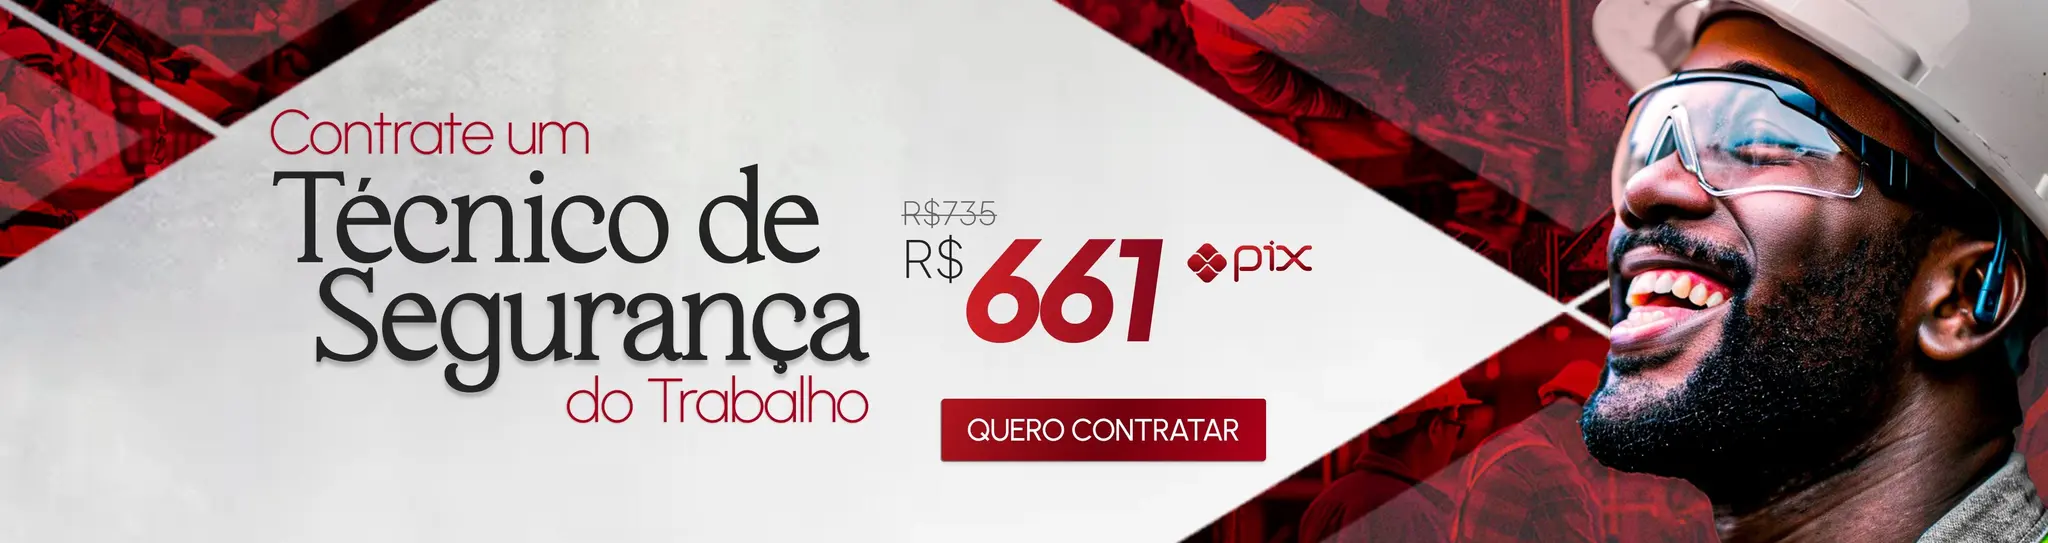 Contrate um
Técnico de
Segurança
do Trabalho
R$735
R$ 661 pix
QUERO CONTRATAR